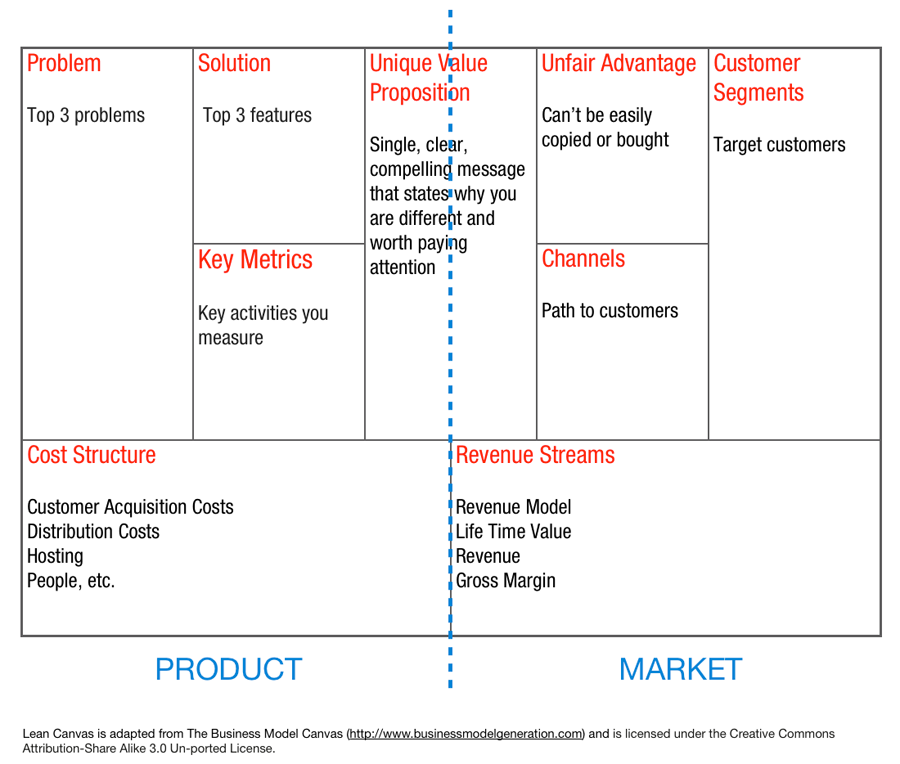 Problem
Top 3 problems
Solution
Top 3 features
Key Metrics
Key activities you
measure
Unique Value
Proposition
Single, clear,
compelling message
that states why you
are different and
worth paying
attention
Unfair Advantage
Can't be easily
copied or bought
Channels
Path to customers
Customer
Segments
Target customers
Cost Structure
Customer Acquisition Costs
Distribution Costs
Hosting
People, etc.
Revenue Streams
Revenue Model
Life Time Value
Revenue
Gross Margin
PRODUCT
MARKET
Lean Canvas is adapted from The Business Model Canvas (http://www.businessmodelgeneration.com) and is licensed under the Creative Commons
Attribution-Share Alike 3.0 Un-ported License.